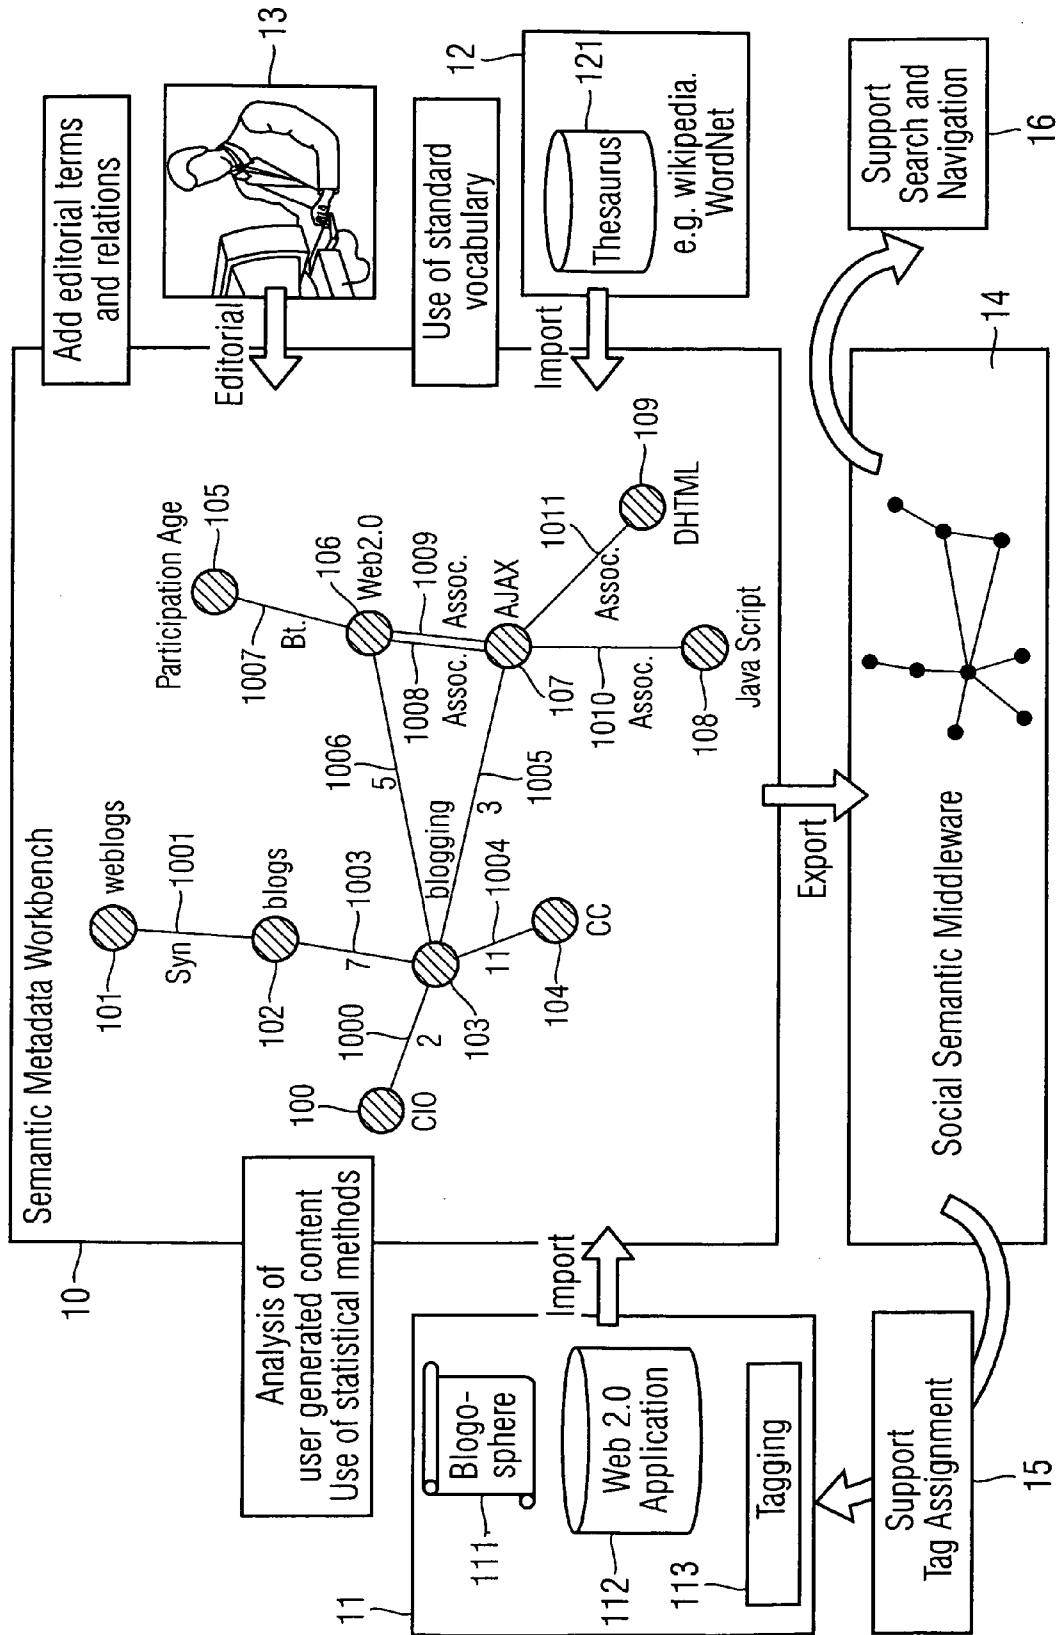 10
Semantic Metadata Workbench
Analysis of
user generated content
Use of statistical methods
Add editorial terms
and relations
13
Editorial
Use of standard
vocabulary
12
121
Thesaurus
e.g. wikipedia.
WordNet
Import
101
weblogs
Syn
1001
102
blogs
7
1003
100
CIO
1000
2
103
blogging
11
1004
104
CC
Participation Age
105
1007
Bt.
106
Web2.0
1006
5
1008
Assoc.
1009
Assoc.
1005
3
107
AJAX
1010
Assoc.
1011
Assoc.
108
Java Script
109
DHTML
11
111
Blogo-
sphere
112
Web 2.0
Application
113
Tagging
Import
Export
14
Social Semantic Middleware
15
Support
Tag Assignment
16
Support
Search and
Navigation